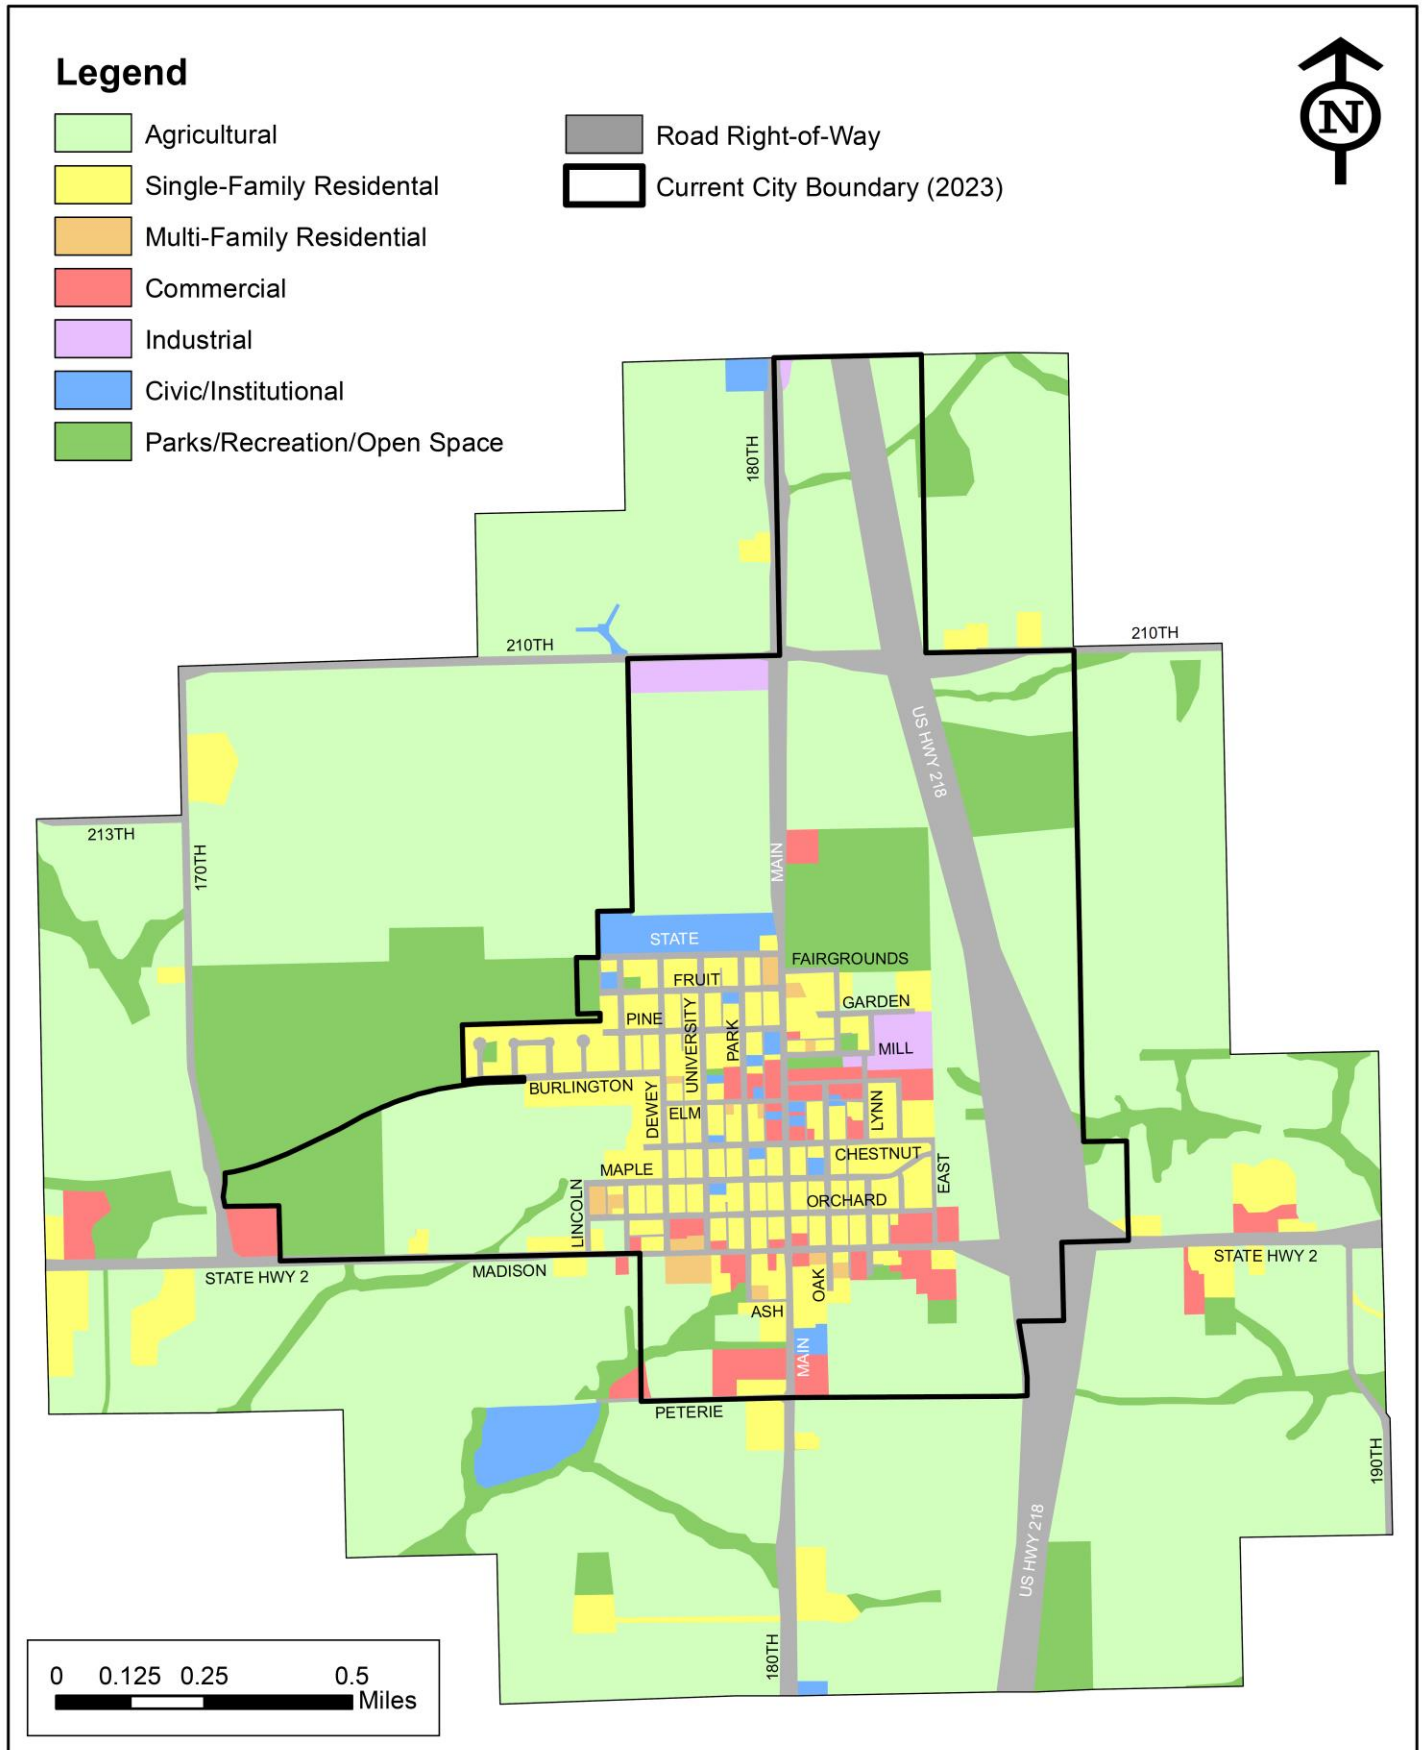 Legend
Agricultural
Single-Family Residental
Multi-Family Residential
Commercial
Industrial
Civic/Institutional
Parks/Recreation/Open Space
Road Right-of-Way
Current City Boundary (2023)
N
180TH
210TH
210TH
US HWY 218
213TH
170TH
MAIN
STATE
FAIRGROUNDS
FRUIT
GARDEN
PINE
UNIVERSITY
PARK
MILL
BURLINGTON
DEWEY
ELM
LYNN
CHESTNUT
MAPLE
EAST
ORCHARD
LINCOLN
STATE HWY 2
MADISON
STATE HWY 2
OAK
ASH
MAIN
PETERIE
190TH
US HWY 218
180TH
0 0.125 0.25 0.5
Miles